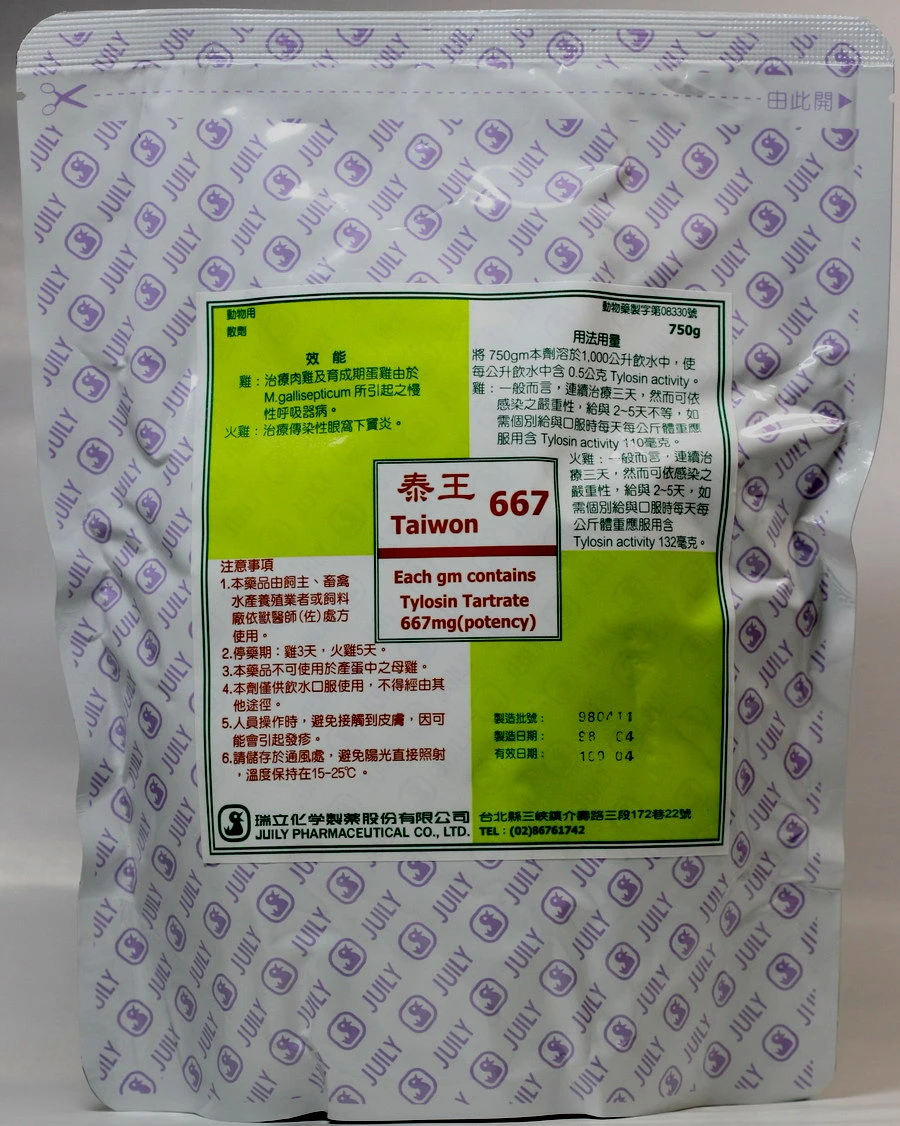 由此開
動物用
散劑
效能
雞：治療肉雞及育成期蛋雞由於
M.gallisepticum 所引起之慢
性呼吸器病。
火雞：治療傳染性眼窩下竇炎。
動物藥製字第08330號
750g
用法用量
將 750gm本劑溶於1,000公升飲水中，使
每公升飲水中含 0.5公克 Tylosin activity。
雞：一般而言，連續治療三天，然而可依
感染之嚴重性，給與 2~5天不等，如
需個別給與口服時每天每公斤體重應
服用含 Tylosin activity 110毫克。
火雞：一般而言，連續治
療三天，然而可依感染之
嚴重性，給與 2~5天，如
需個別給與口服時每天每
公斤體重應服用含
Tylosin activity 132毫克。
泰王 667
Taiwon
Each gm contains
Tylosin Tartrate
667mg(potency)
注意事項
1.本藥品由飼主、畜禽
水產養殖業者或飼料
廠依獸醫師(佐)處方
使用。
2.停藥期：雞3天，火雞5天。
3.本藥品不可使用於產蛋中之母雞。
4.本劑僅供飲水口服使用，不得經由其
他途徑。
5.人員操作時，避免接觸到皮膚，因可
能會引起發疹。
6.請儲存於通風處，避免陽光直接照射
，溫度保持在15-25℃。
製造批號：980411
製造日期：98 04
有效日期：100 04
瑞立化学製薬股份有限公司
JUILY PHARMACEUTICAL CO., LTD.
台北縣三峽鎮介壽路三段172巷22號
TEL：(02)86761742
JUILY